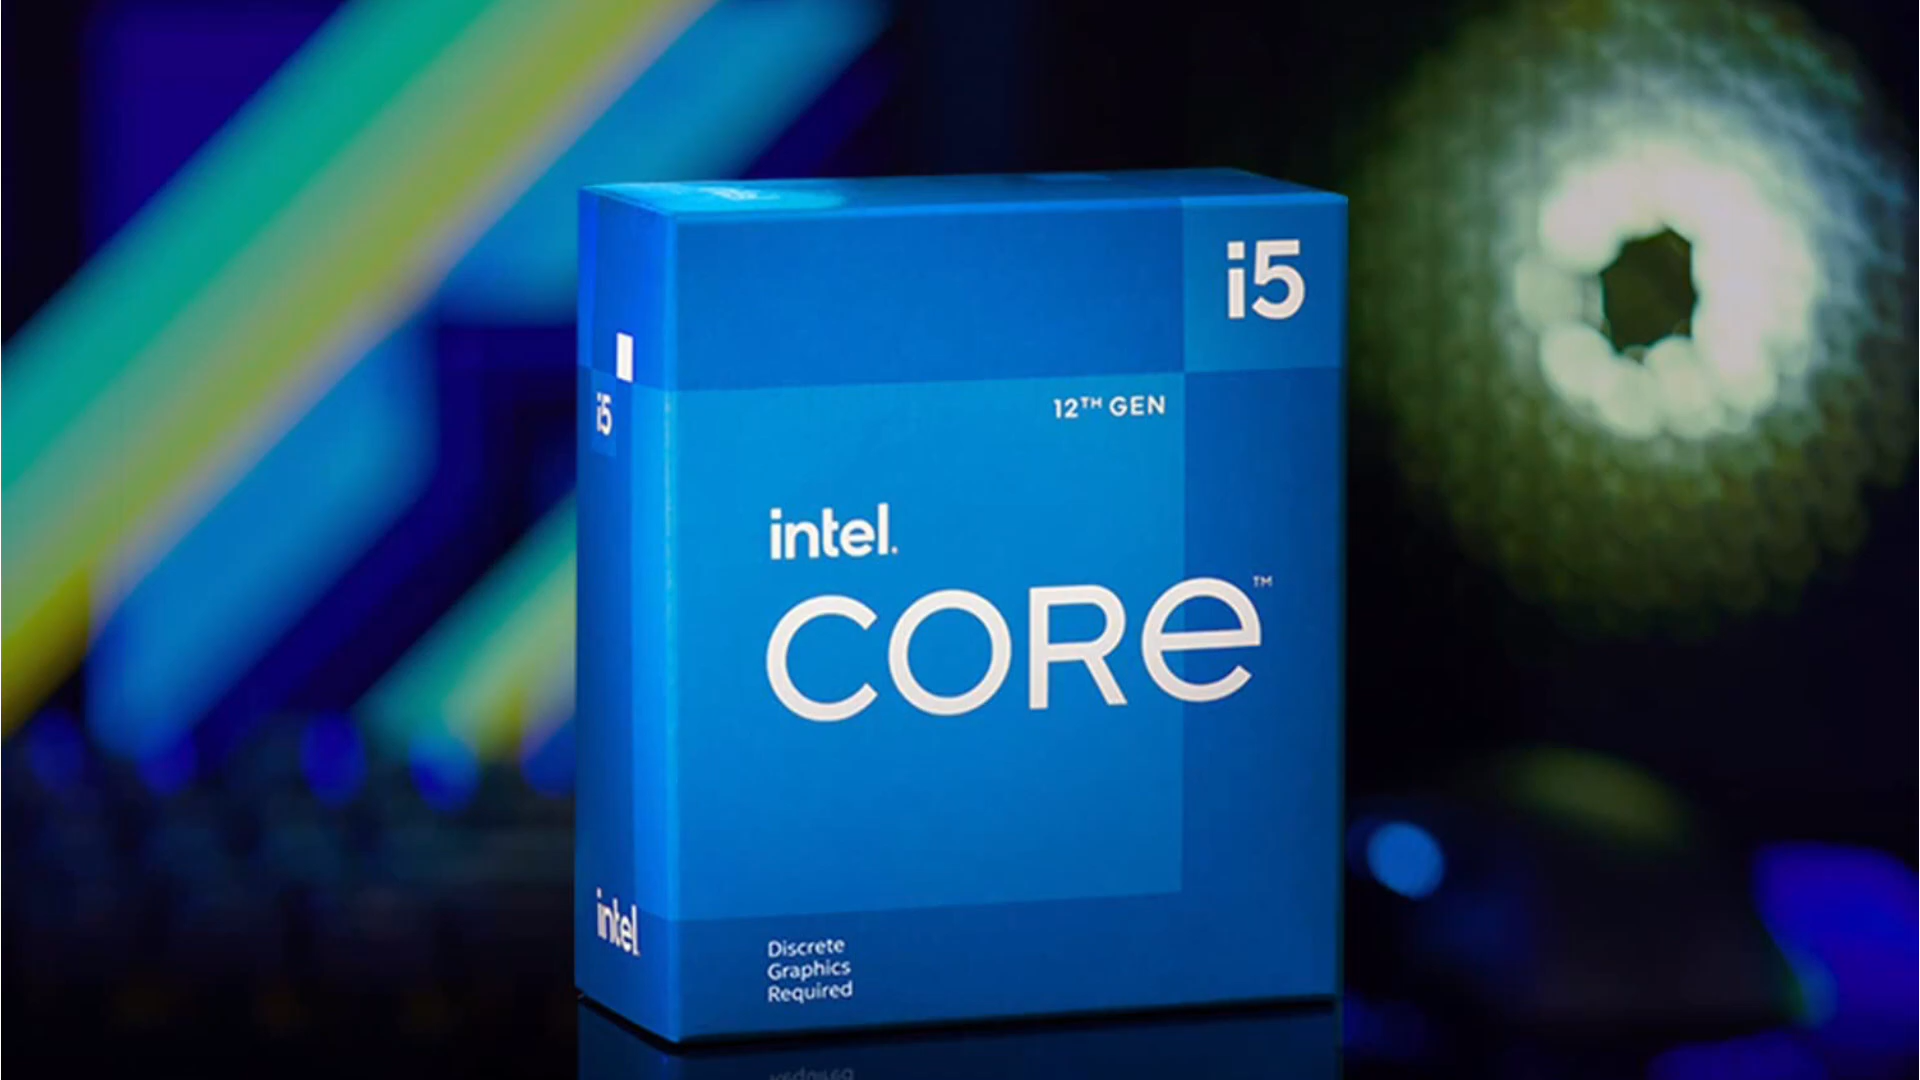 i5
12TH GEN
intel.
CORe™
Discrete
Graphics
Required
i5
intel